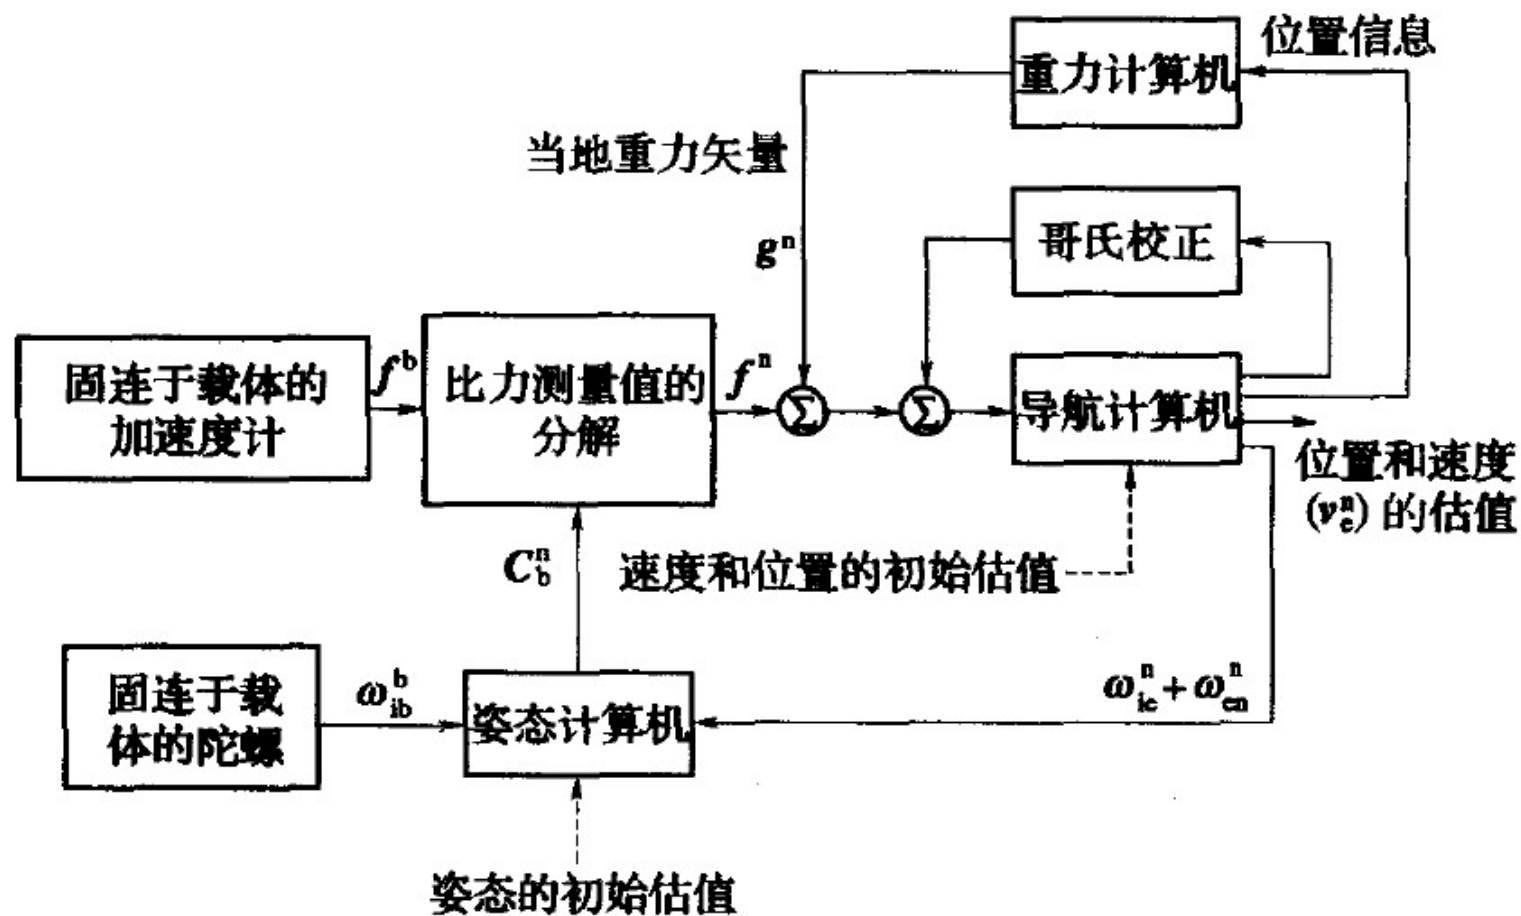 位置信息
重力计算机
当地重力矢量
gⁿ
哥氏校正
固连于载体的
加速度计
f^b
比力测量值的
分解
f^n
Σ
Σ
导航计算机
位置和速度
(v_e^n) 的估值
C_b^n
速度和位置的初始估值
固连于载
体的陀螺
ω_ib^b
姿态计算机
ω_ie^n + ω_en^n
姿态的初始估值